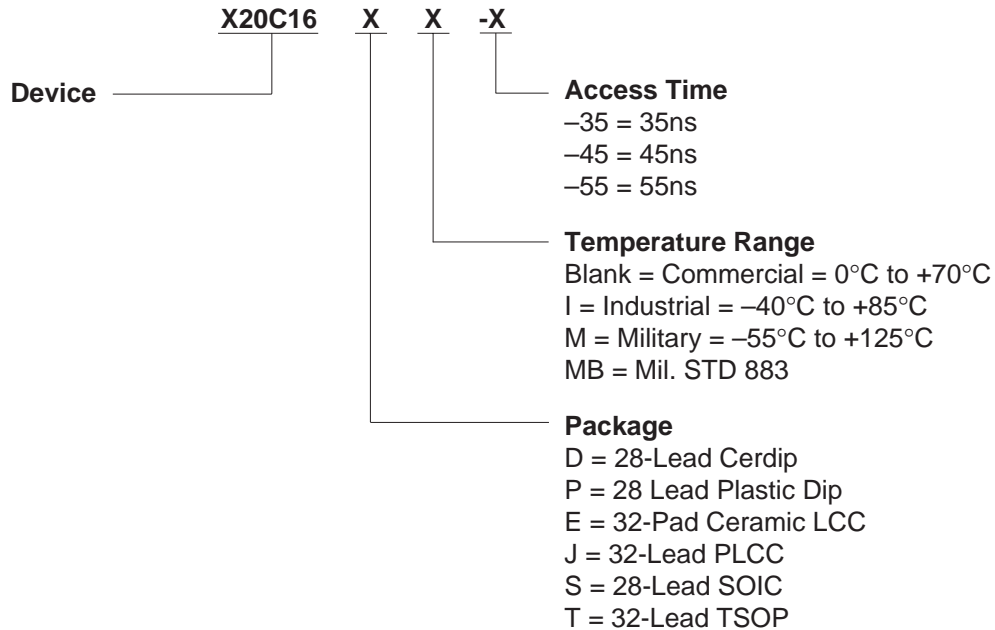 X20C16 X X -X
Device
Access Time
–35 = 35ns
–45 = 45ns
–55 = 55ns
Temperature Range
Blank = Commercial = 0°C to +70°C
I = Industrial = –40°C to +85°C
M = Military = –55°C to +125°C
MB = Mil. STD 883
Package
D = 28-Lead Cerdip
P = 28 Lead Plastic Dip
E = 32-Pad Ceramic LCC
J = 32-Lead PLCC
S = 28-Lead SOIC
T = 32-Lead TSOP